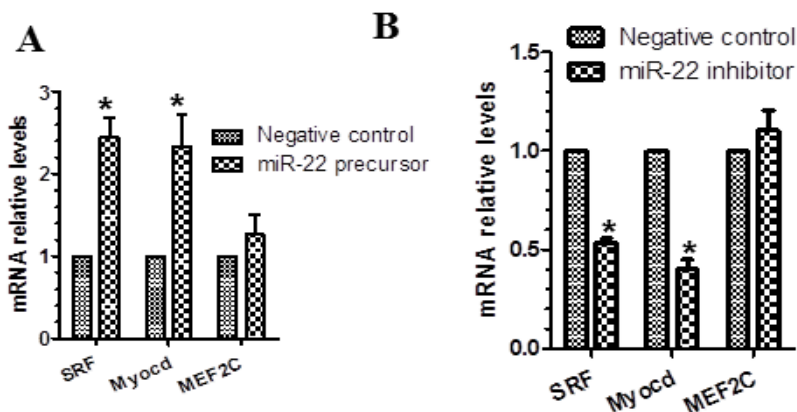 A
mRNA relative levels
3
2
1
0
*
*
Negative control
miR-22 precursor
SRF
Myocd
MEF2C
B
mRNA relative levels
1.5
1.0
0.5
0.0
Negative control
miR-22 inhibitor
*
*
SRF
Myocd
MEF2C